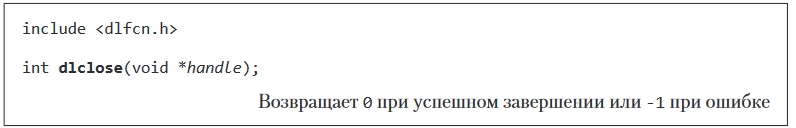 include <dlfcn.h>
int dlclose(void *handle);
Возвращает 0 при успешном завершении или -1 при ошибке